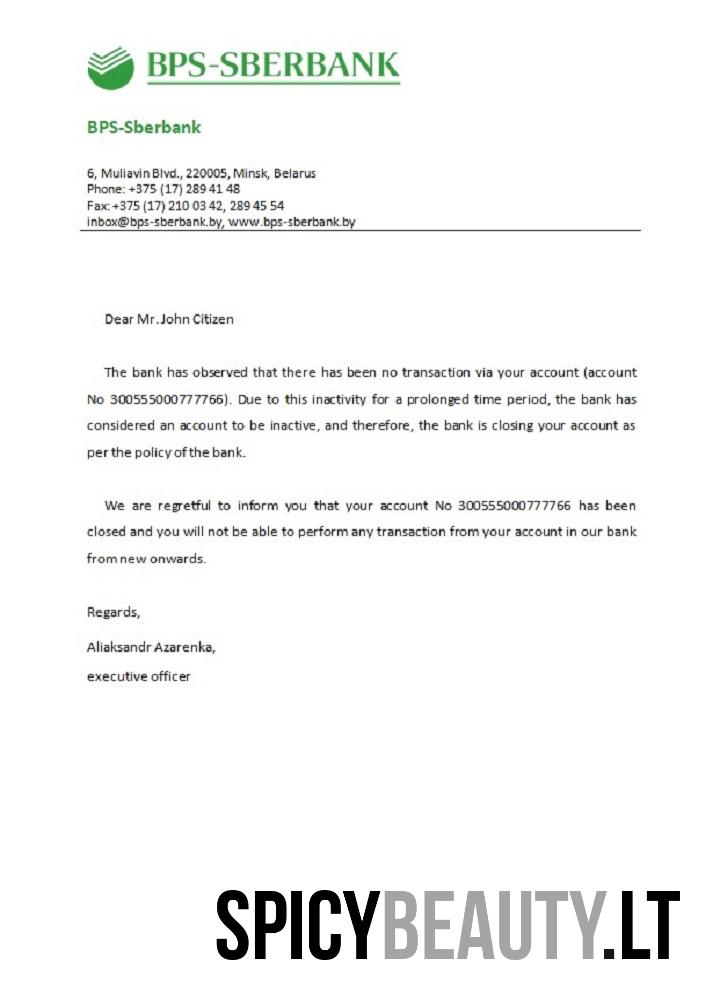 BPS-SBERBANK
BPS-Sberbank
6, Muliavin Blvd., 220005, Minsk, Belarus
Phone: +375 (17) 289 41 48
Fax: +375 (17) 210 03 42, 289 45 54
inbox@bps-sberbank.by, www.bps-sberbank.by
Dear Mr. John Citizen
The bank has observed that there has been no transaction via your account (account
No 300555000777766). Due to this inactivity for a prolonged time period, the bank has
considered an account to be inactive, and therefore, the bank is closing your account as
per the policy of the bank.
We are regretful to inform you that your account No 300555000777766 has been
closed and you will not be able to perform any transaction from your account in our bank
from new onwards.
Regards,
Aliaksandr Azarenka,
executive officer
SPICYBEAUTY.LT